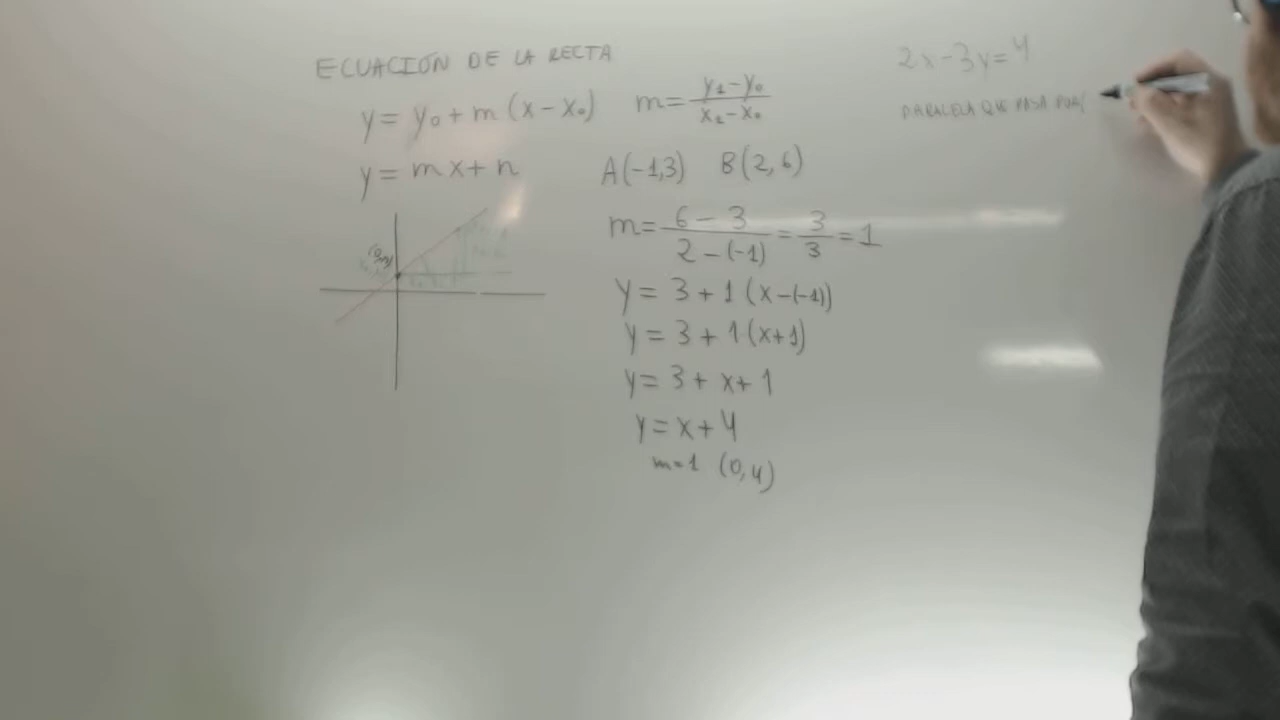 ECUACIÓN DE LA RECTA
y = y₀ + m (x - x₀) m = (y₁ - y₀)/(x₁ - x₀)
y = mx + n
(0,n)
A(-1,3) B(2,6)
m = (6 - 3)/(2 - (-1)) = 3/3 = 1
y = 3 + 1 (x - (-1))
y = 3 + 1·(x+1)
y = 3 + x + 1
y = x + 4
m=1 (0,4)
2x - 3y = 4
PARALELA QUE PASA POR (